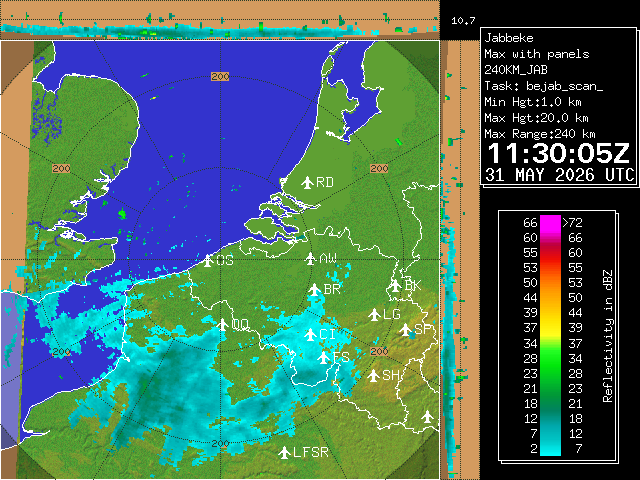 10.7
Jabbeke
Max with panels
240KM_JAB
Task: bejab_scan_
Min Hgt:1.0 km
Max Hgt:20.0 km
Max Range:240 km
11:30:05Z
31 MAY 2026 UTC
200
200
200
RD
OS
AW
BR
BK
LG
QO
CI
SP
200
FS
200
SH
200
LFSR
66 >72
60 66
55 60
53 55
50 53
44 50
39 44
37 39
34 37
28 34
23 28
21 23
18 21
12 18
7 12
2 7
Reflectivity in dBZ